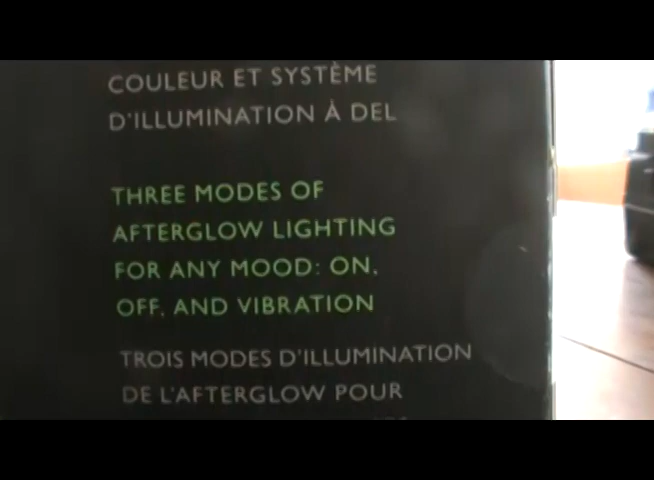 COULEUR ET SYSTÈME
D'ILLUMINATION À DEL
THREE MODES OF
AFTERGLOW LIGHTING
FOR ANY MOOD: ON,
OFF, AND VIBRATION
TROIS MODES D'ILLUMINATION
DE L'AFTERGLOW POUR